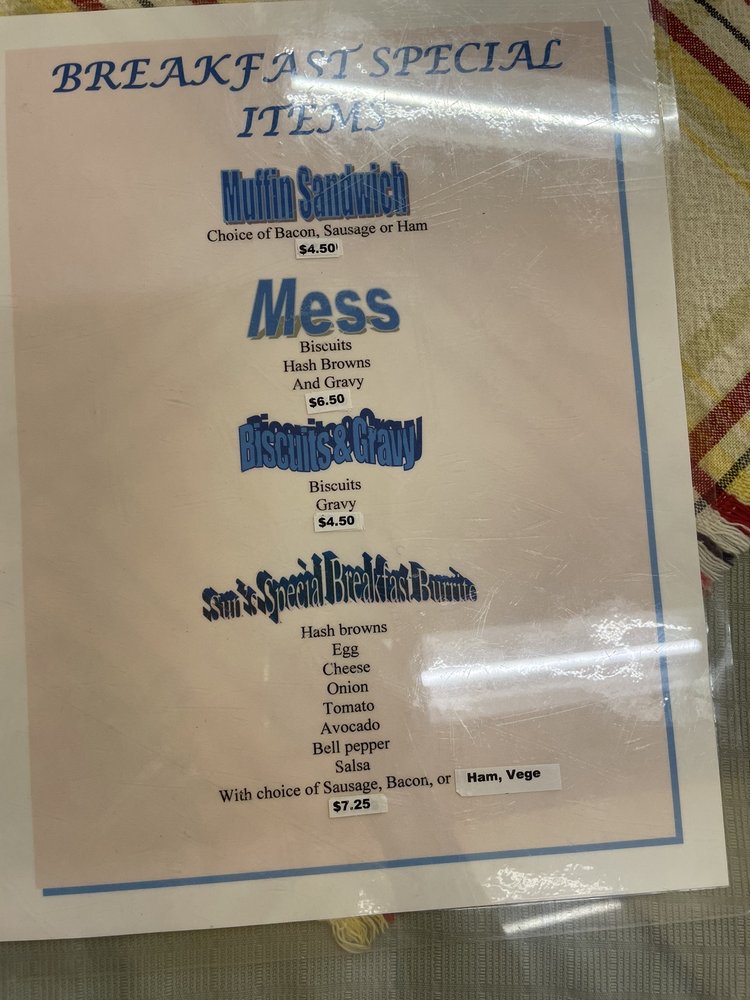 BREAKFAST SPECIAL
ITEMS
Muffin Sandwich
Choice of Bacon, Sausage or Ham
$4.50
Mess
Biscuits
Hash Browns
And Gravy
$6.50
Biscuits & Gravy
Biscuits
Gravy
$4.50
Sun's Special Breakfast Burrito
Hash browns
Egg
Cheese
Onion
Tomato
Avocado
Bell pepper
Salsa
With choice of Sausage, Bacon, or Ham, Vege
$7.25